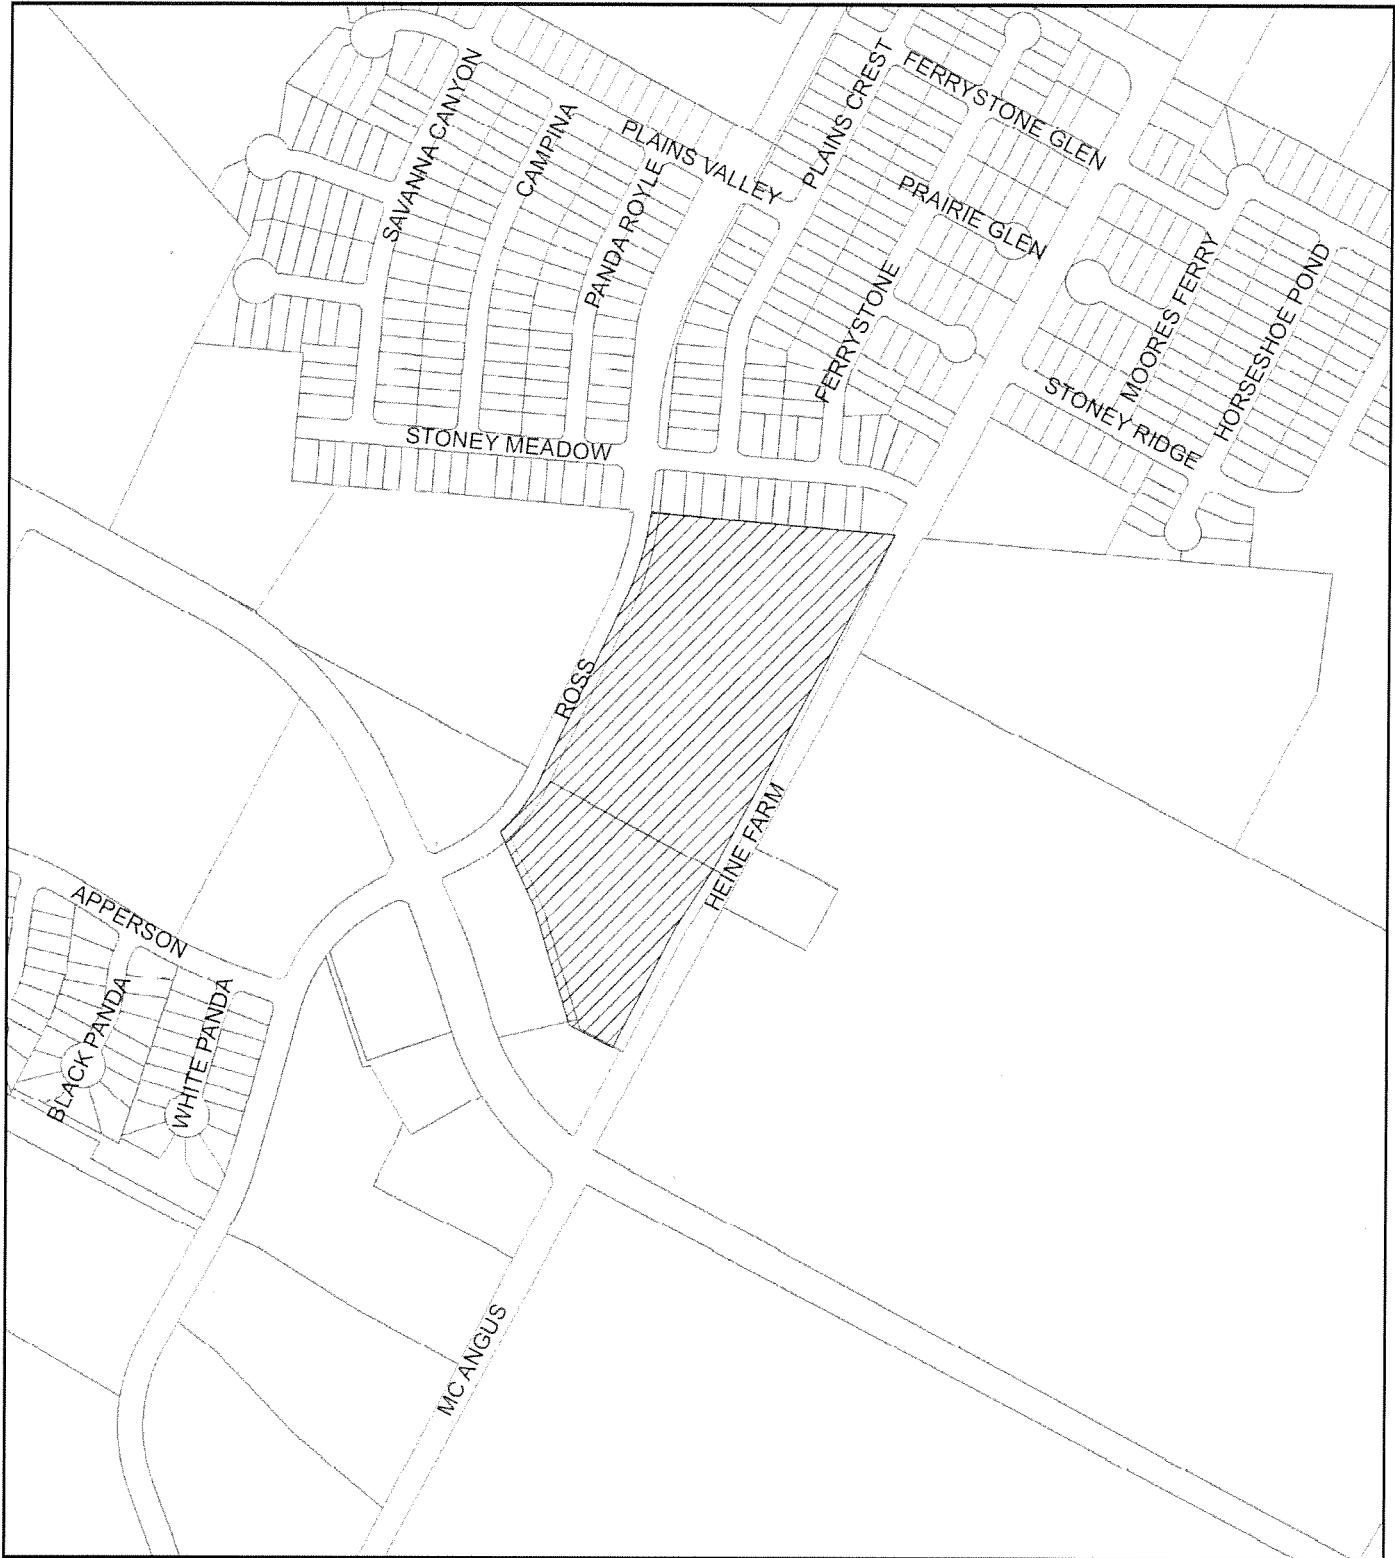 SAVANNA CANYON
CAMPINA
PANDA ROYLE
PLAINS VALLEY
PLAINS CREST
FERRYSTONE GLEN
PRAIRIE GLEN
FERRYSTONE
MOORES FERRY
HORSESHOE POND
STONEY RIDGE
STONEY MEADOW
ROSS
HEINE FARM
APPERSON
BLACK PANDA
WHITE PANDA
MC ANGUS